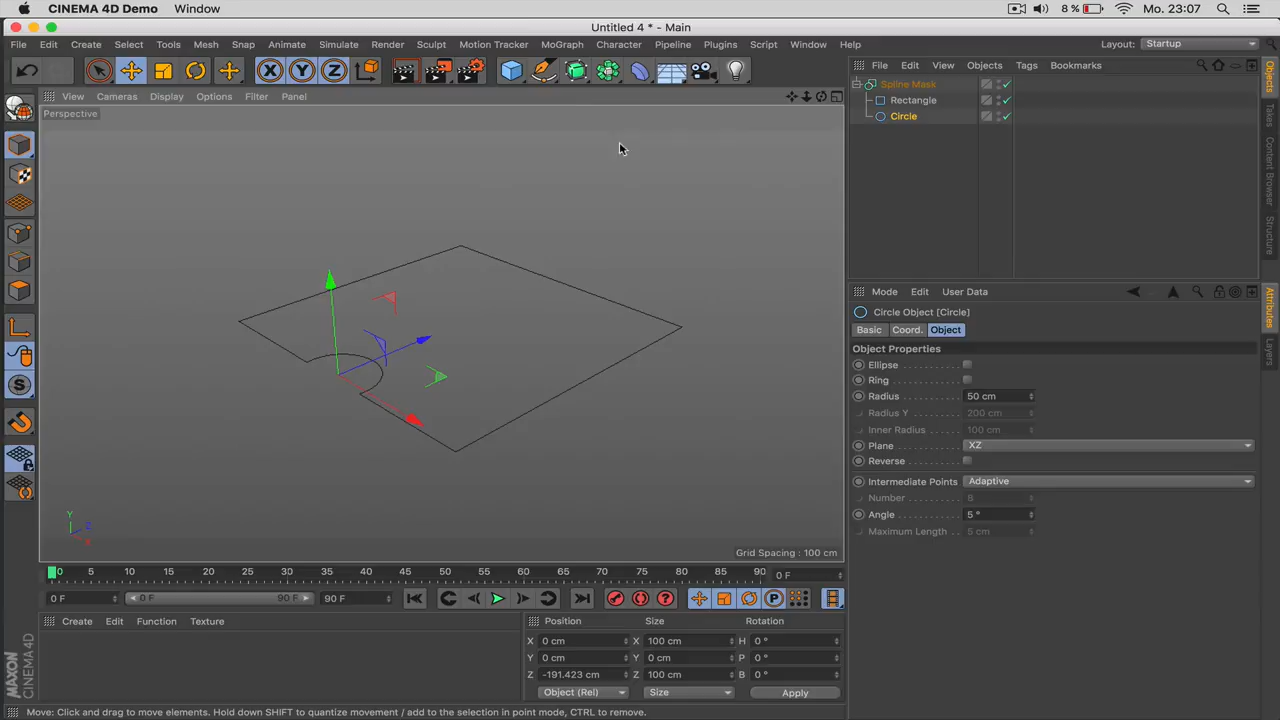 CINEMA 4D Demo Window 8 % Mo. 23:07
Untitled 4 * - Main
File Edit Create Select Tools Mesh Snap Animate Simulate Render Sculpt Motion Tracker MoGraph Character Pipeline Plugins Script Window Help Layout: Startup
X Y Z
File Edit View Objects Tags Bookmarks
Spline Mask
Rectangle
Circle
View Cameras Display Options Filter Panel
Perspective
Objects
Takes
Content Browser
Structure
Mode Edit User Data
Circle Object [Circle]
Basic Coord. Object
Object Properties
Ellipse
Ring
Radius 50 cm
Radius Y 200 cm
Inner Radius 100 cm
Plane XZ
Reverse
Intermediate Points Adaptive
Number 8
Angle 5 °
Maximum Length 5 cm
Attributes
Layers
Y
Z
X
Grid Spacing : 100 cm
0 5 10 15 20 25 30 35 40 45 50 55 60 65 70 75 80 85 90 0 F
0 F 0 F 90 F 90 F
Create Edit Function Texture
Position Size Rotation
X 0 cm X 100 cm H 0 °
Y 0 cm Y 0 cm P 0 °
Z -191.423 cm Z 100 cm B 0 °
Object (Rel) Size Apply
MAXON
CINEMA 4D
Move: Click and drag to move elements. Hold down SHIFT to quantize movement / add to the selection in point mode, CTRL to remove.